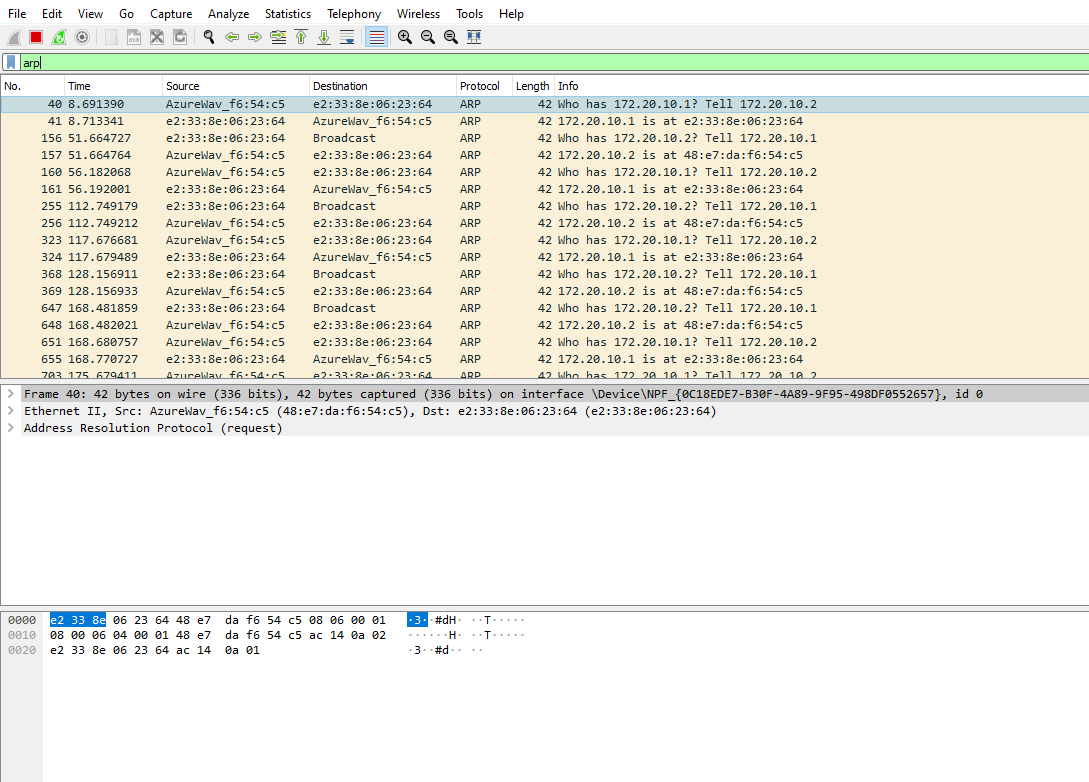 File Edit View Go Capture Analyze Statistics Telephony Wireless Tools Help
arp
No. Time Source Destination Protocol Length Info
40 8.691390 AzureWav_f6:54:c5 e2:33:8e:06:23:64 ARP 42 Who has 172.20.10.1? Tell 172.20.10.2
41 8.713341 e2:33:8e:06:23:64 AzureWav_f6:54:c5 ARP 42 172.20.10.1 is at e2:33:8e:06:23:64
156 51.664727 e2:33:8e:06:23:64 Broadcast ARP 42 Who has 172.20.10.2? Tell 172.20.10.1
157 51.664764 AzureWav_f6:54:c5 e2:33:8e:06:23:64 ARP 42 172.20.10.2 is at 48:e7:da:f6:54:c5
160 56.182068 AzureWav_f6:54:c5 e2:33:8e:06:23:64 ARP 42 Who has 172.20.10.1? Tell 172.20.10.2
161 56.192001 e2:33:8e:06:23:64 AzureWav_f6:54:c5 ARP 42 172.20.10.1 is at e2:33:8e:06:23:64
255 112.749179 e2:33:8e:06:23:64 Broadcast ARP 42 Who has 172.20.10.2? Tell 172.20.10.1
256 112.749212 AzureWav_f6:54:c5 e2:33:8e:06:23:64 ARP 42 172.20.10.2 is at 48:e7:da:f6:54:c5
323 117.676681 AzureWav_f6:54:c5 e2:33:8e:06:23:64 ARP 42 Who has 172.20.10.1? Tell 172.20.10.2
324 117.679489 e2:33:8e:06:23:64 AzureWav_f6:54:c5 ARP 42 172.20.10.1 is at e2:33:8e:06:23:64
368 128.156911 e2:33:8e:06:23:64 Broadcast ARP 42 Who has 172.20.10.2? Tell 172.20.10.1
369 128.156933 AzureWav_f6:54:c5 e2:33:8e:06:23:64 ARP 42 172.20.10.2 is at 48:e7:da:f6:54:c5
647 168.481859 e2:33:8e:06:23:64 Broadcast ARP 42 Who has 172.20.10.2? Tell 172.20.10.1
648 168.482021 AzureWav_f6:54:c5 e2:33:8e:06:23:64 ARP 42 172.20.10.2 is at 48:e7:da:f6:54:c5
651 168.680757 AzureWav_f6:54:c5 e2:33:8e:06:23:64 ARP 42 Who has 172.20.10.1? Tell 172.20.10.2
655 168.770727 e2:33:8e:06:23:64 AzureWav_f6:54:c5 ARP 42 172.20.10.1 is at e2:33:8e:06:23:64
703 175.679411 AzureWav_f6:54:c5 e2:33:8e:06:23:64 ARP 42 Who has 172.20.10.1? Tell 172.20.10.2
Frame 40: 42 bytes on wire (336 bits), 42 bytes captured (336 bits) on interface \Device\NPF_{0C18EDE7-B30F-4A89-9F95-498DF0552657}, id 0
Ethernet II, Src: AzureWav_f6:54:c5 (48:e7:da:f6:54:c5), Dst: e2:33:8e:06:23:64 (e2:33:8e:06:23:64)
Address Resolution Protocol (request)
0000 e2 33 8e 06 23 64 48 e7 da f6 54 c5 08 06 00 01 ·3··#dH· ··T·····
0010 08 00 06 04 00 01 48 e7 da f6 54 c5 ac 14 0a 02 ······H· ··T·····
0020 e2 33 8e 06 23 64 ac 14 0a 01 ·3··#d·· ··